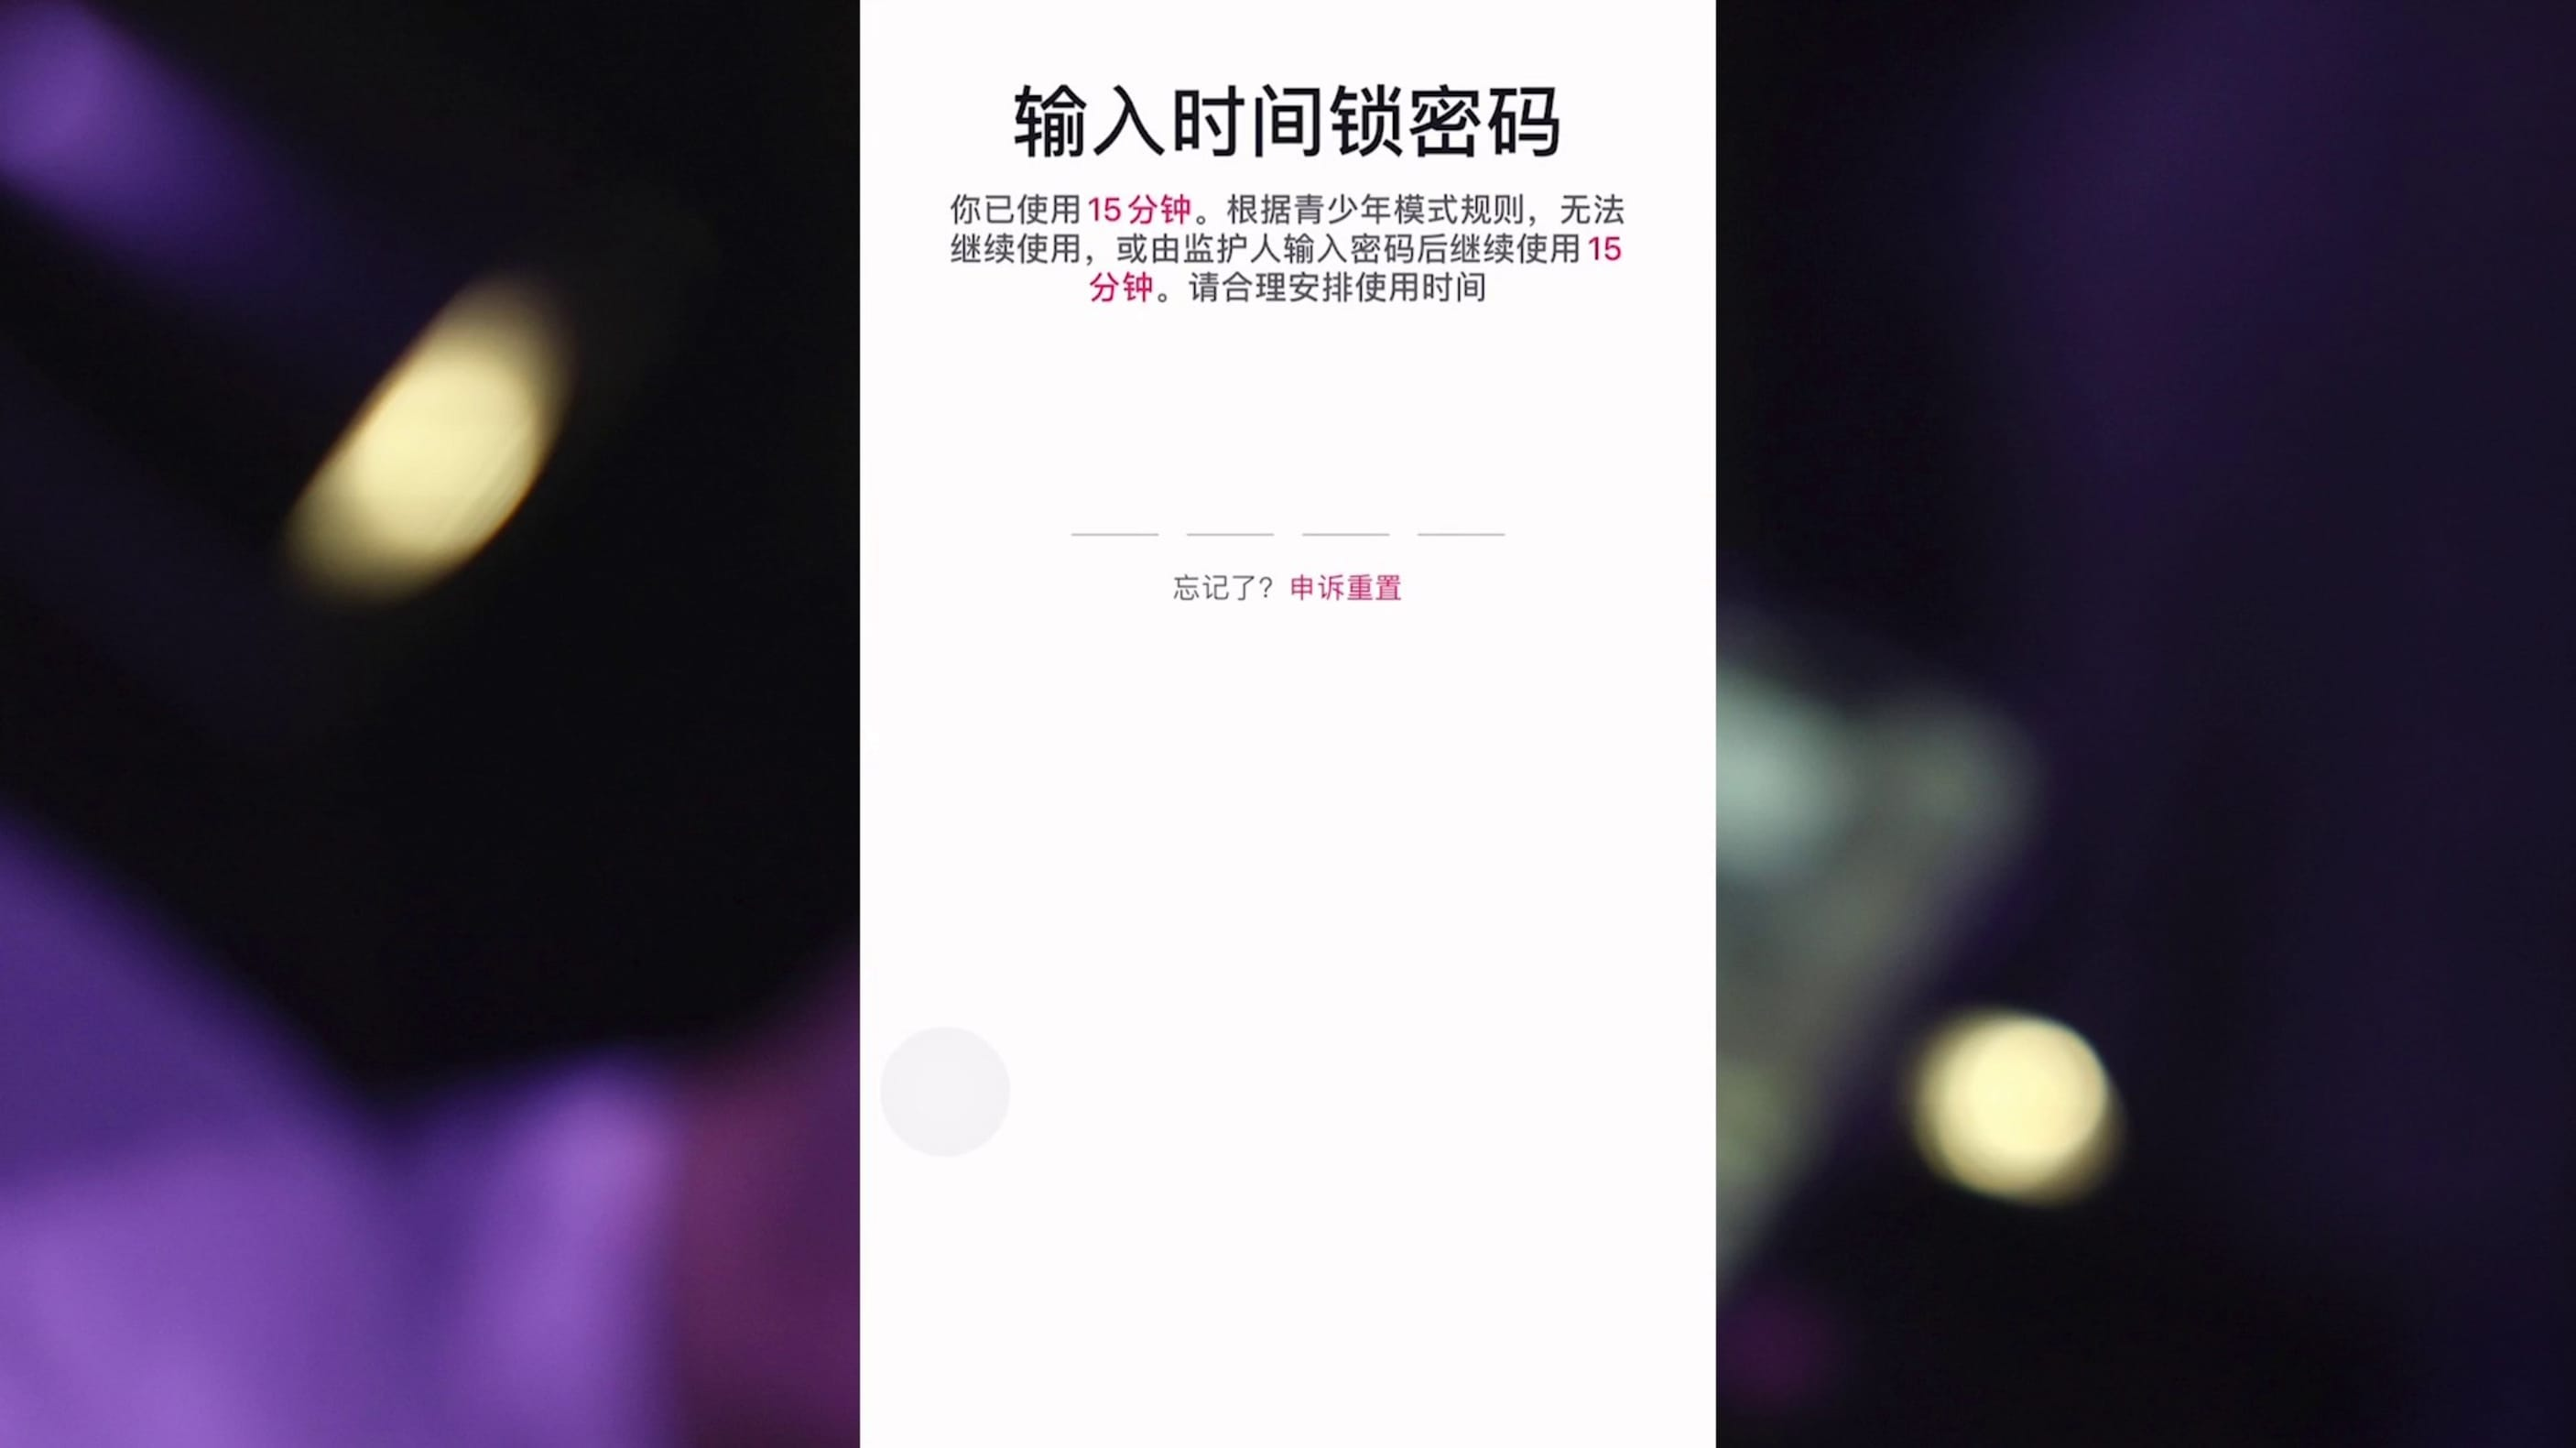 输入时间锁密码
你已使用15分钟。根据青少年模式规则，无法
继续使用，或由监护人输入密码后继续使用15
分钟。请合理安排使用时间
忘记了？申诉重置